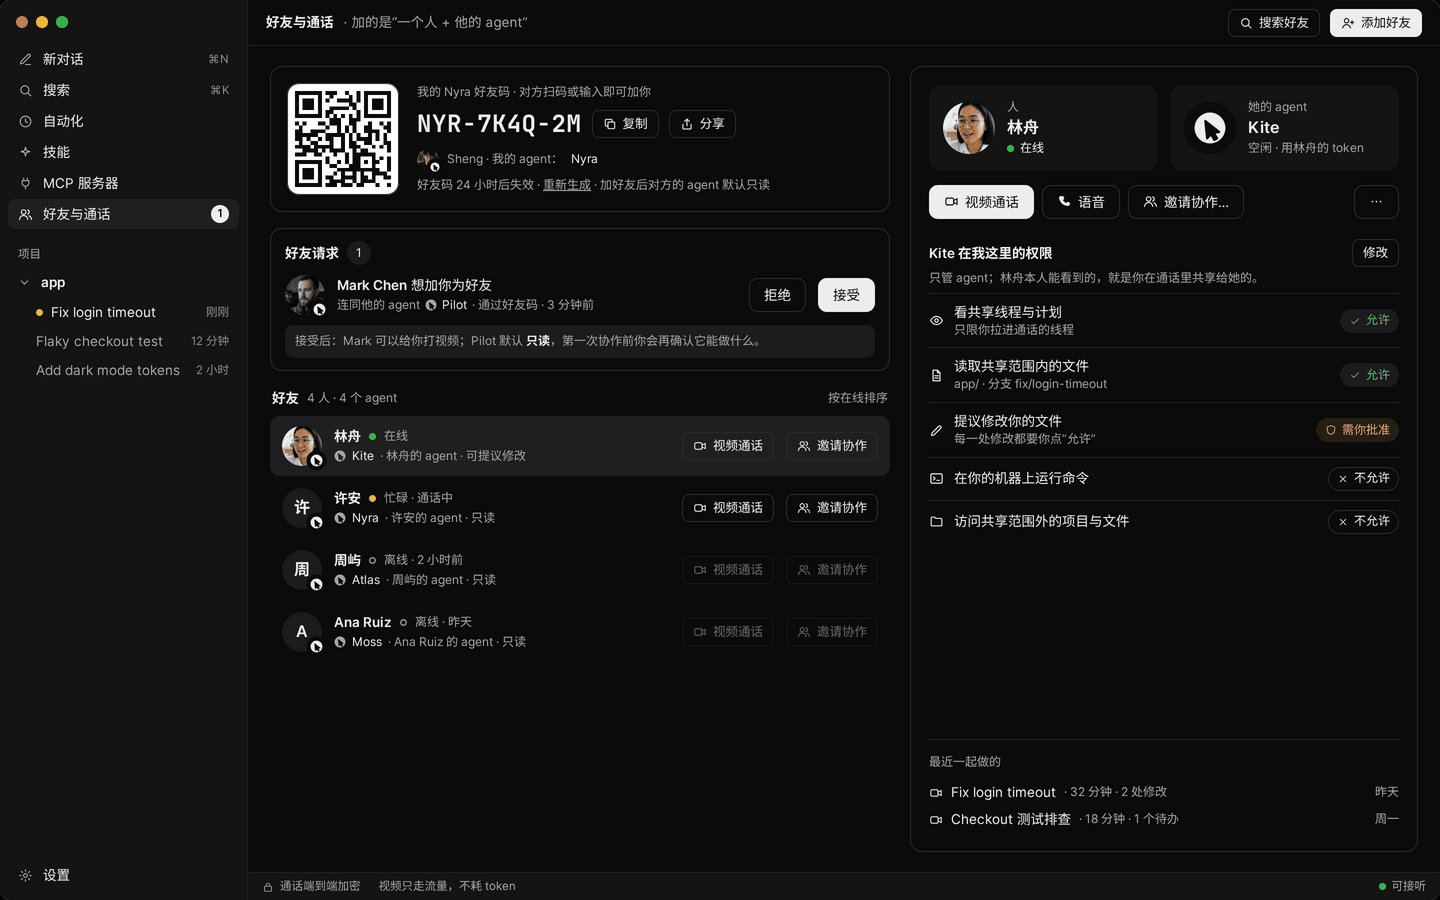 新对话 ⌘N
搜索 ⌘K
自动化
技能
MCP 服务器
好友与通话 1
项目
app
Fix login timeout 刚刚
Flaky checkout test 12 分钟
Add dark mode tokens 2 小时
设置
好友与通话 · 加的是“一个人 + 他的 agent”
搜索好友
添加好友
我的 Nyra 好友码 · 对方扫码或输入即可加你
NYR-7K4Q-2M 复制 分享
Sheng · 我的 agent： Nyra
好友码 24 小时后失效 · 重新生成 · 加好友后对方的 agent 默认只读
好友请求 1
Mark Chen 想加你为好友
连同他的 agent Pilot · 通过好友码 · 3 分钟前
拒绝 接受
接受后：Mark 可以给你打视频；Pilot 默认 只读，第一次协作前你会再确认它能做什么。
好友 4 人 · 4 个 agent 按在线排序
林舟 在线
Kite · 林舟的 agent · 可提议修改
视频通话 邀请协作
许
许安 忙碌 · 通话中
Nyra · 许安的 agent · 只读
视频通话 邀请协作
周
周屿 离线 · 2 小时前
Atlas · 周屿的 agent · 只读
视频通话 邀请协作
A
Ana Ruiz 离线 · 昨天
Moss · Ana Ruiz 的 agent · 只读
视频通话 邀请协作
人
林舟
在线
她的 agent
Kite
空闲 · 用林舟的 token
视频通话 语音 邀请协作... ···
Kite 在我这里的权限 修改
只管 agent；林舟本人能看到的，就是你在通话里共享给她的。
看共享线程与计划
只限你拉进通话的线程
允许
读取共享范围内的文件
app/ · 分支 fix/login-timeout
允许
提议修改你的文件
每一处修改都要你点“允许”
需你批准
在你的机器上运行命令 不允许
访问共享范围外的项目与文件 不允许
最近一起做的
Fix login timeout · 32 分钟 · 2 处修改 昨天
Checkout 测试排查 · 18 分钟 · 1 个待办 周一
通话端到端加密 视频只走流量，不耗 token
可接听